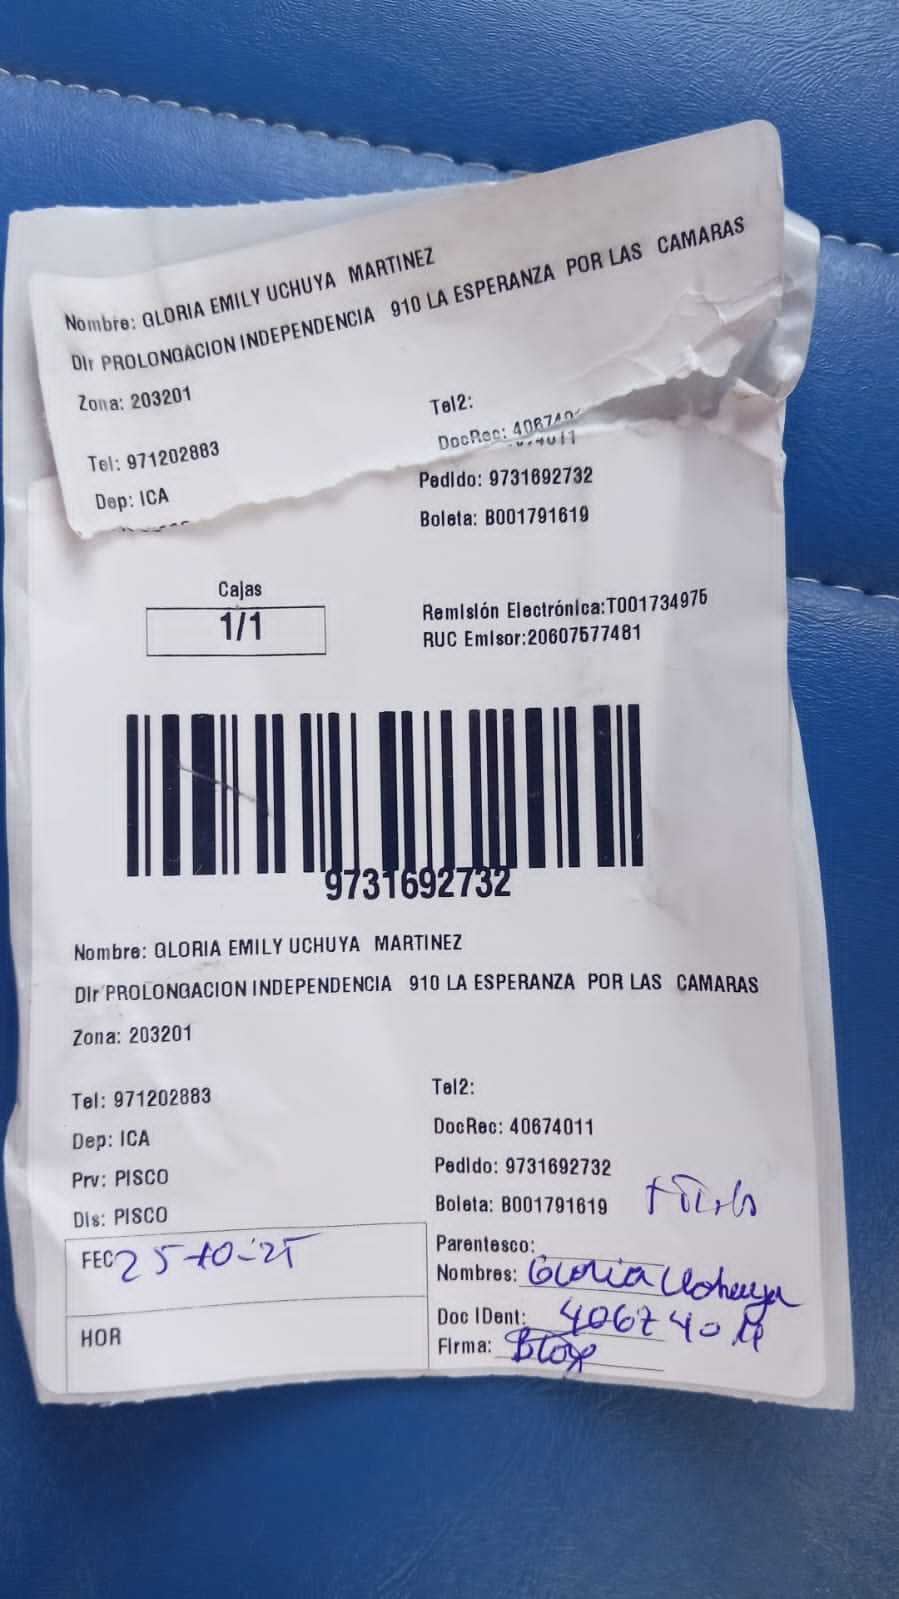 Nombre: GLORIA EMILY UCHUYA MARTINEZ
Dir PROLONGACION INDEPENDENCIA 910 LA ESPERANZA POR LAS CAMARAS
Zona: 203201
Tel2:
Tel: 971202883
DocRec: 4067401
Dep: ICA
Pedido: 9731692732
Boleta: B001791619
Cajas
1/1
Remisión Electrónica:T001734975
RUC Emisor:20607577481
9731692732
Nombre: GLORIA EMILY UCHUYA MARTINEZ
Dir PROLONGACION INDEPENDENCIA 910 LA ESPERANZA POR LAS CAMARAS
Zona: 203201
Tel: 971202883
Tel2:
Dep: ICA
DocRec: 40674011
Prv: PISCO
Pedido: 9731692732
Dis: PISCO
Boleta: B001791619
FEC 25-10-25
Parentesco:
Nombres: Gloria Uchuya
HOR
Doc IDent: 40674011
Firma: